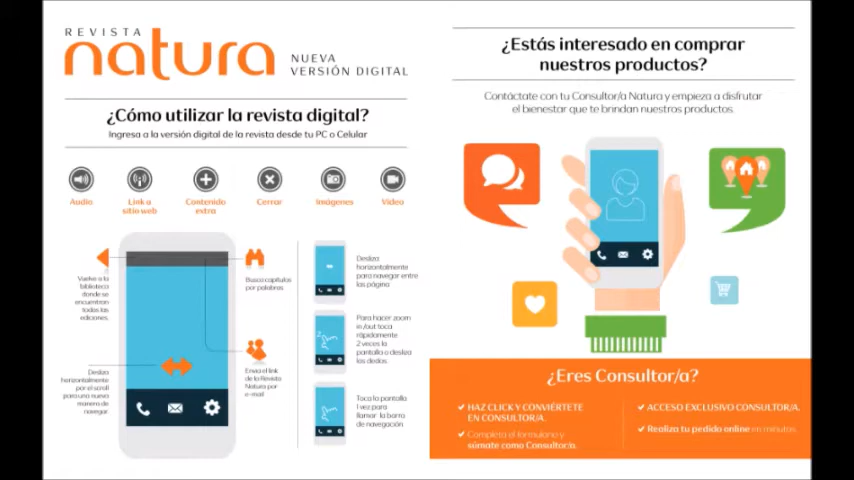 REVISTA
natura
NUEVA
VERSIÓN DIGITAL
¿Cómo utilizar la revista digital?
Ingresa a la versión digital de la revista desde tu PC o Celular
Audio
Link a
sitio web
Contenido
extra
Cerrar
Imágenes
Video
Vuelve a la
biblioteca
donde se
encuentran
todas las
ediciones.
Busca capítulos
por palabras
Desliza
horizontalmente
por el scroll
para una nueva
manera de
navegar
Envía el link
de la Revista
Natura por
e-mail
Desliza
horizontalmente
para navegar entre
las página
Para hacer zoom
in /out toca
rápidamente
2 veces la
pantalla o desliza
los dedos.
Toca la pantalla
1 vez para
llamar la barra
de navegación
¿Estás interesado en comprar
nuestros productos?
Contáctate con tu Consultor/a Natura y empieza a disfrutar
el bienestar que te brindan nuestros productos.
¿Eres Consultor/a?
HAZ CLICK Y CONVIÉRTETE
EN CONSULTOR/A.
Completa el formulario y
súmate como Consultor/a.
ACCESO EXCLUSIVO CONSULTOR/A.
Realiza tu pedido online en minutos.